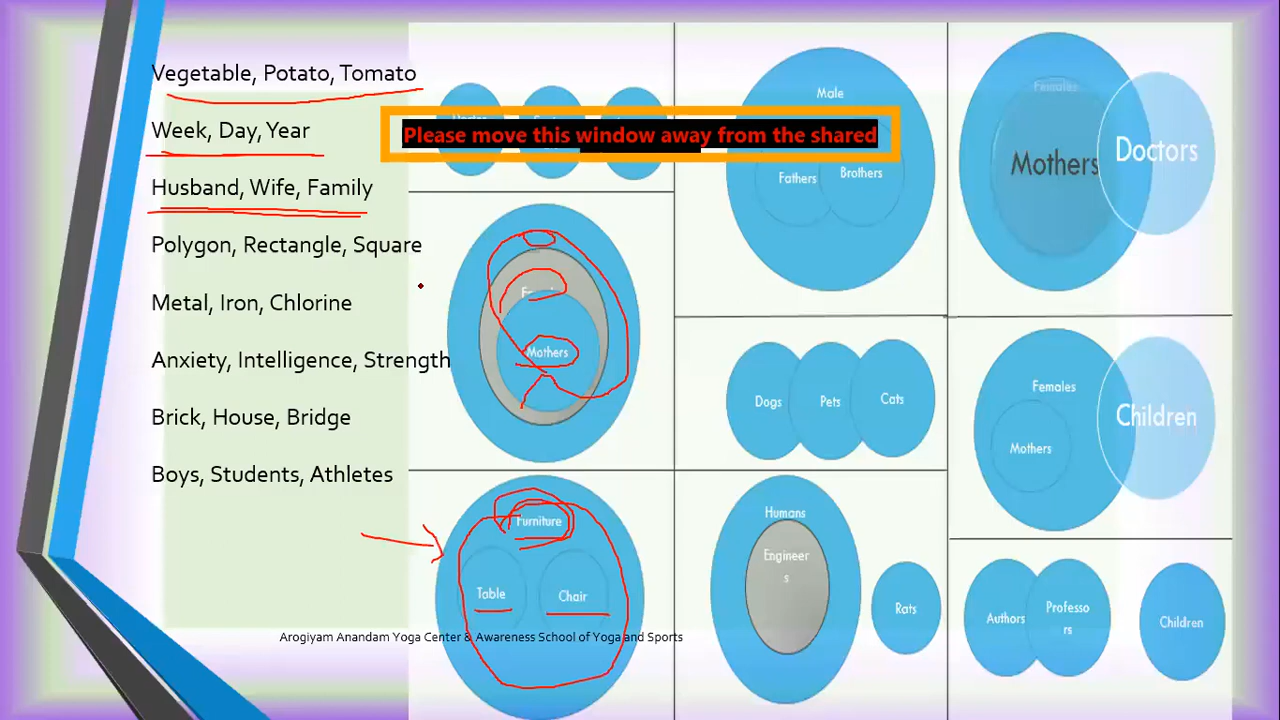 Vegetable, Potato, Tomato
Week, Day, Year
Husband, Wife, Family
Polygon, Rectangle, Square
Metal, Iron, Chlorine
Anxiety, Intelligence, Strength
Brick, House, Bridge
Boys, Students, Athletes
Please move this window away from the shared
Male
Fathers
Brothers
Females
Mothers
Doctors
Mothers
Dogs
Pets
Cats
Females
Mothers
Children
Furniture
Table
Chair
Humans
Engineer
s
Rats
Authors
Professo
rs
Children
Arogiyam Anandam Yoga Center & Awareness School of Yoga and Sports